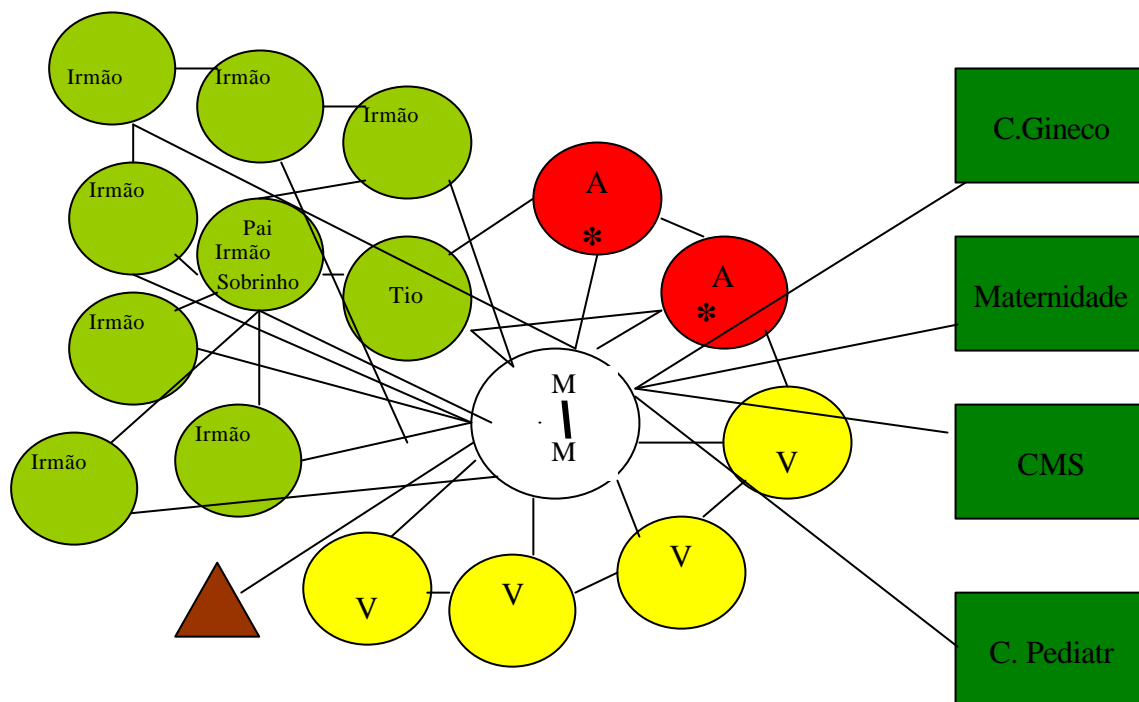 Irmão
Irmão
Irmão
C.Gineco
A
*
Irmão
Pai
Irmão
Sobrinho
Tio
A
*
Maternidade
Irmão
M
M
Irmão
Irmão
V
CMS
V
V
V
C. Pediatr